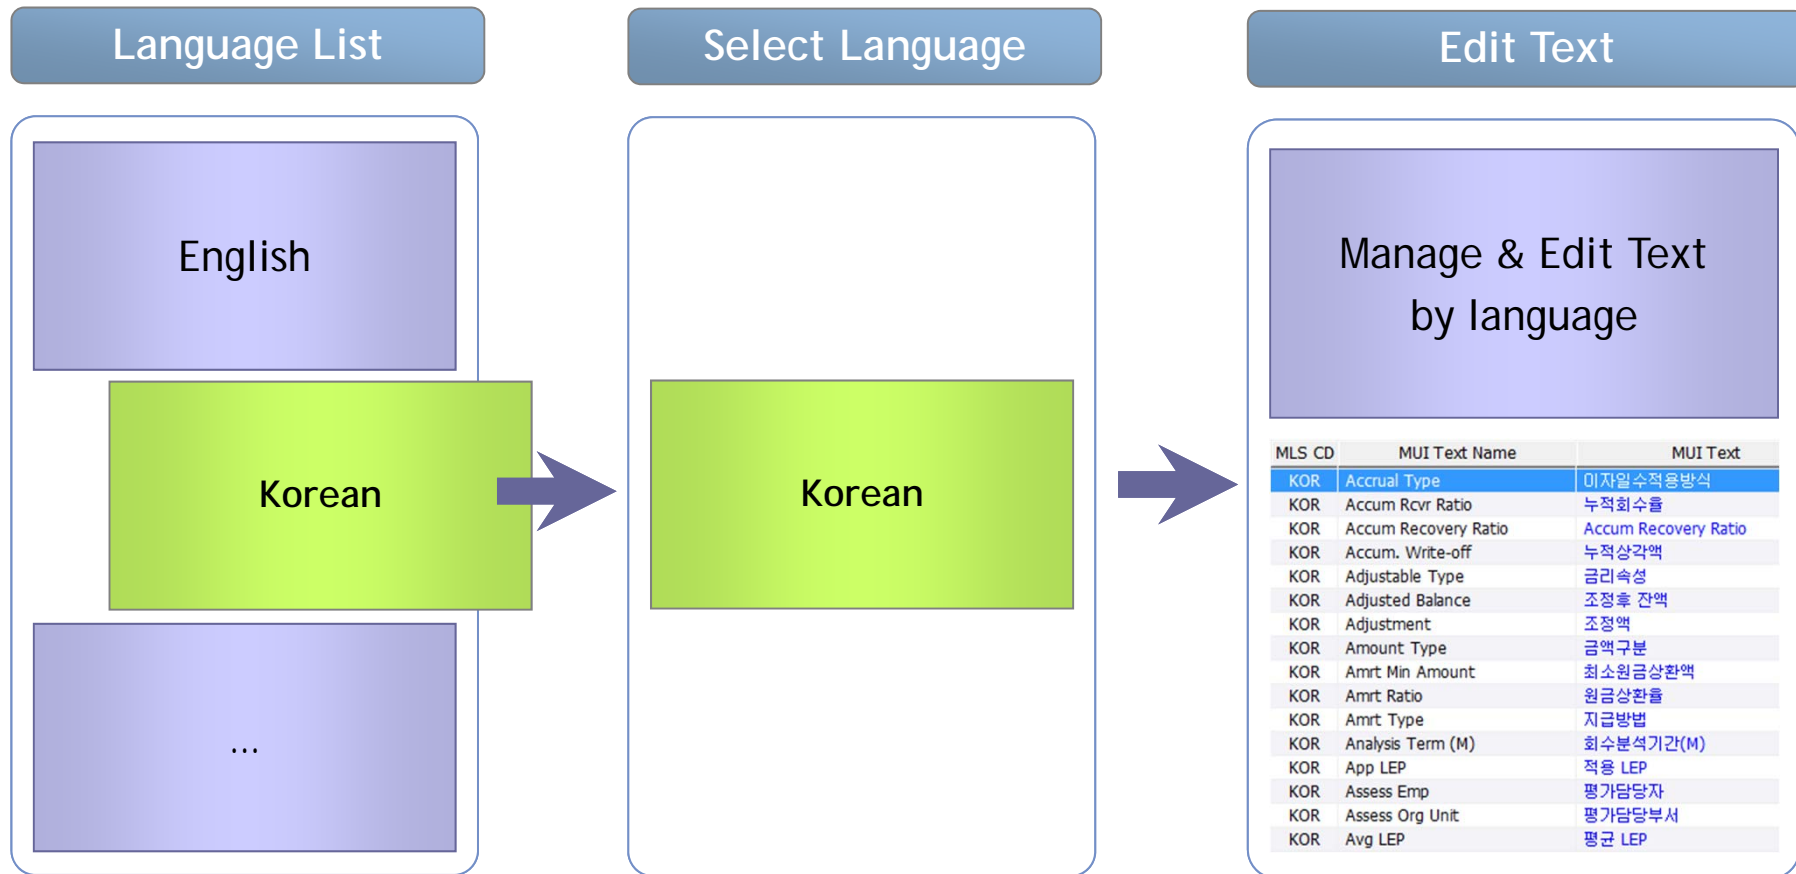 Language List
Select Language
Edit Text
English
Korean
...
Korean
Manage & Edit Text
by language
MLS CD MUI Text Name MUI Text
KOR Accrual Type 이자일수적용방식
KOR Accum Rcvr Ratio 누적회수율
KOR Accum Recovery Ratio Accum Recovery Ratio
KOR Accum. Write-off 누적상각액
KOR Adjustable Type 금리속성
KOR Adjusted Balance 조정후 잔액
KOR Adjustment 조정액
KOR Amount Type 금액구분
KOR Amrt Min Amount 최소원금상환액
KOR Amrt Ratio 원금상환율
KOR Amrt Type 지급방법
KOR Analysis Term (M) 회수분석기간(M)
KOR App LEP 적용 LEP
KOR Assess Emp 평가담당자
KOR Assess Org Unit 평가담당부서
KOR Avg LEP 평균 LEP